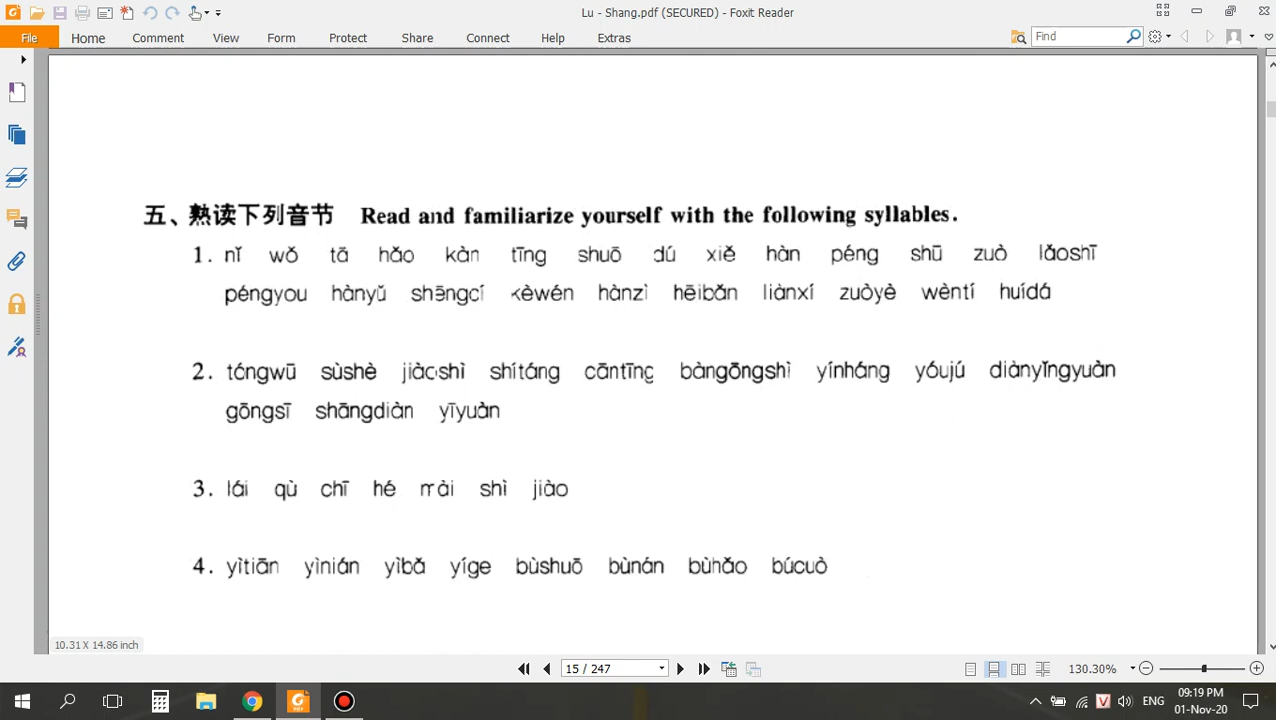 Lu - Shang.pdf (SECURED) - Foxit Reader
File Home Comment View Form Protect Share Connect Help Extras Find
五、熟读下列音节 Read and familiarize yourself with the following syllables.
1. nǐ wǒ tā hǎo kàn tīng shuō dú xiě hàn péng shū zuò lǎoshī
péngyou hànyǔ shēngcí kèwén hànzì hēibǎn liànxí zuòyè wèntí huídá
2. tóngwū sùshè jiàoshì shítáng cāntīng bàngōngshì yínháng yóujú diànyǐngyuàn
gōngsī shāngdiàn yīyuàn
3. lái qù chī hé mài shì jiào
4. yìtiān yìnián yìbǎ yíge bùshuō bùnán bùhǎo búcuò
10.31 X 14.86 inch
15 / 247 130.30%
ENG 09:19 PM
01-Nov-20